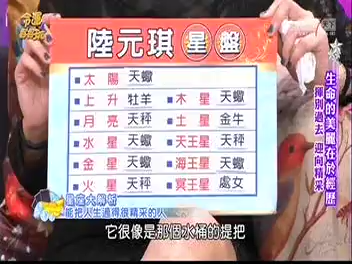 陸元琪 星盤
太陽 天蠍
上升 牡羊
月亮 天秤
水星 天蠍
金星 天蠍
火星 天秤
木星 天蠍
土星 金牛
天王星 天秤
海王星 天蠍
冥王星 處女
生命的美麗在於經歷
揮別過去 迎向精采
星座大解析
能把人生過得很精采的人
它很像是那個水桶的提把